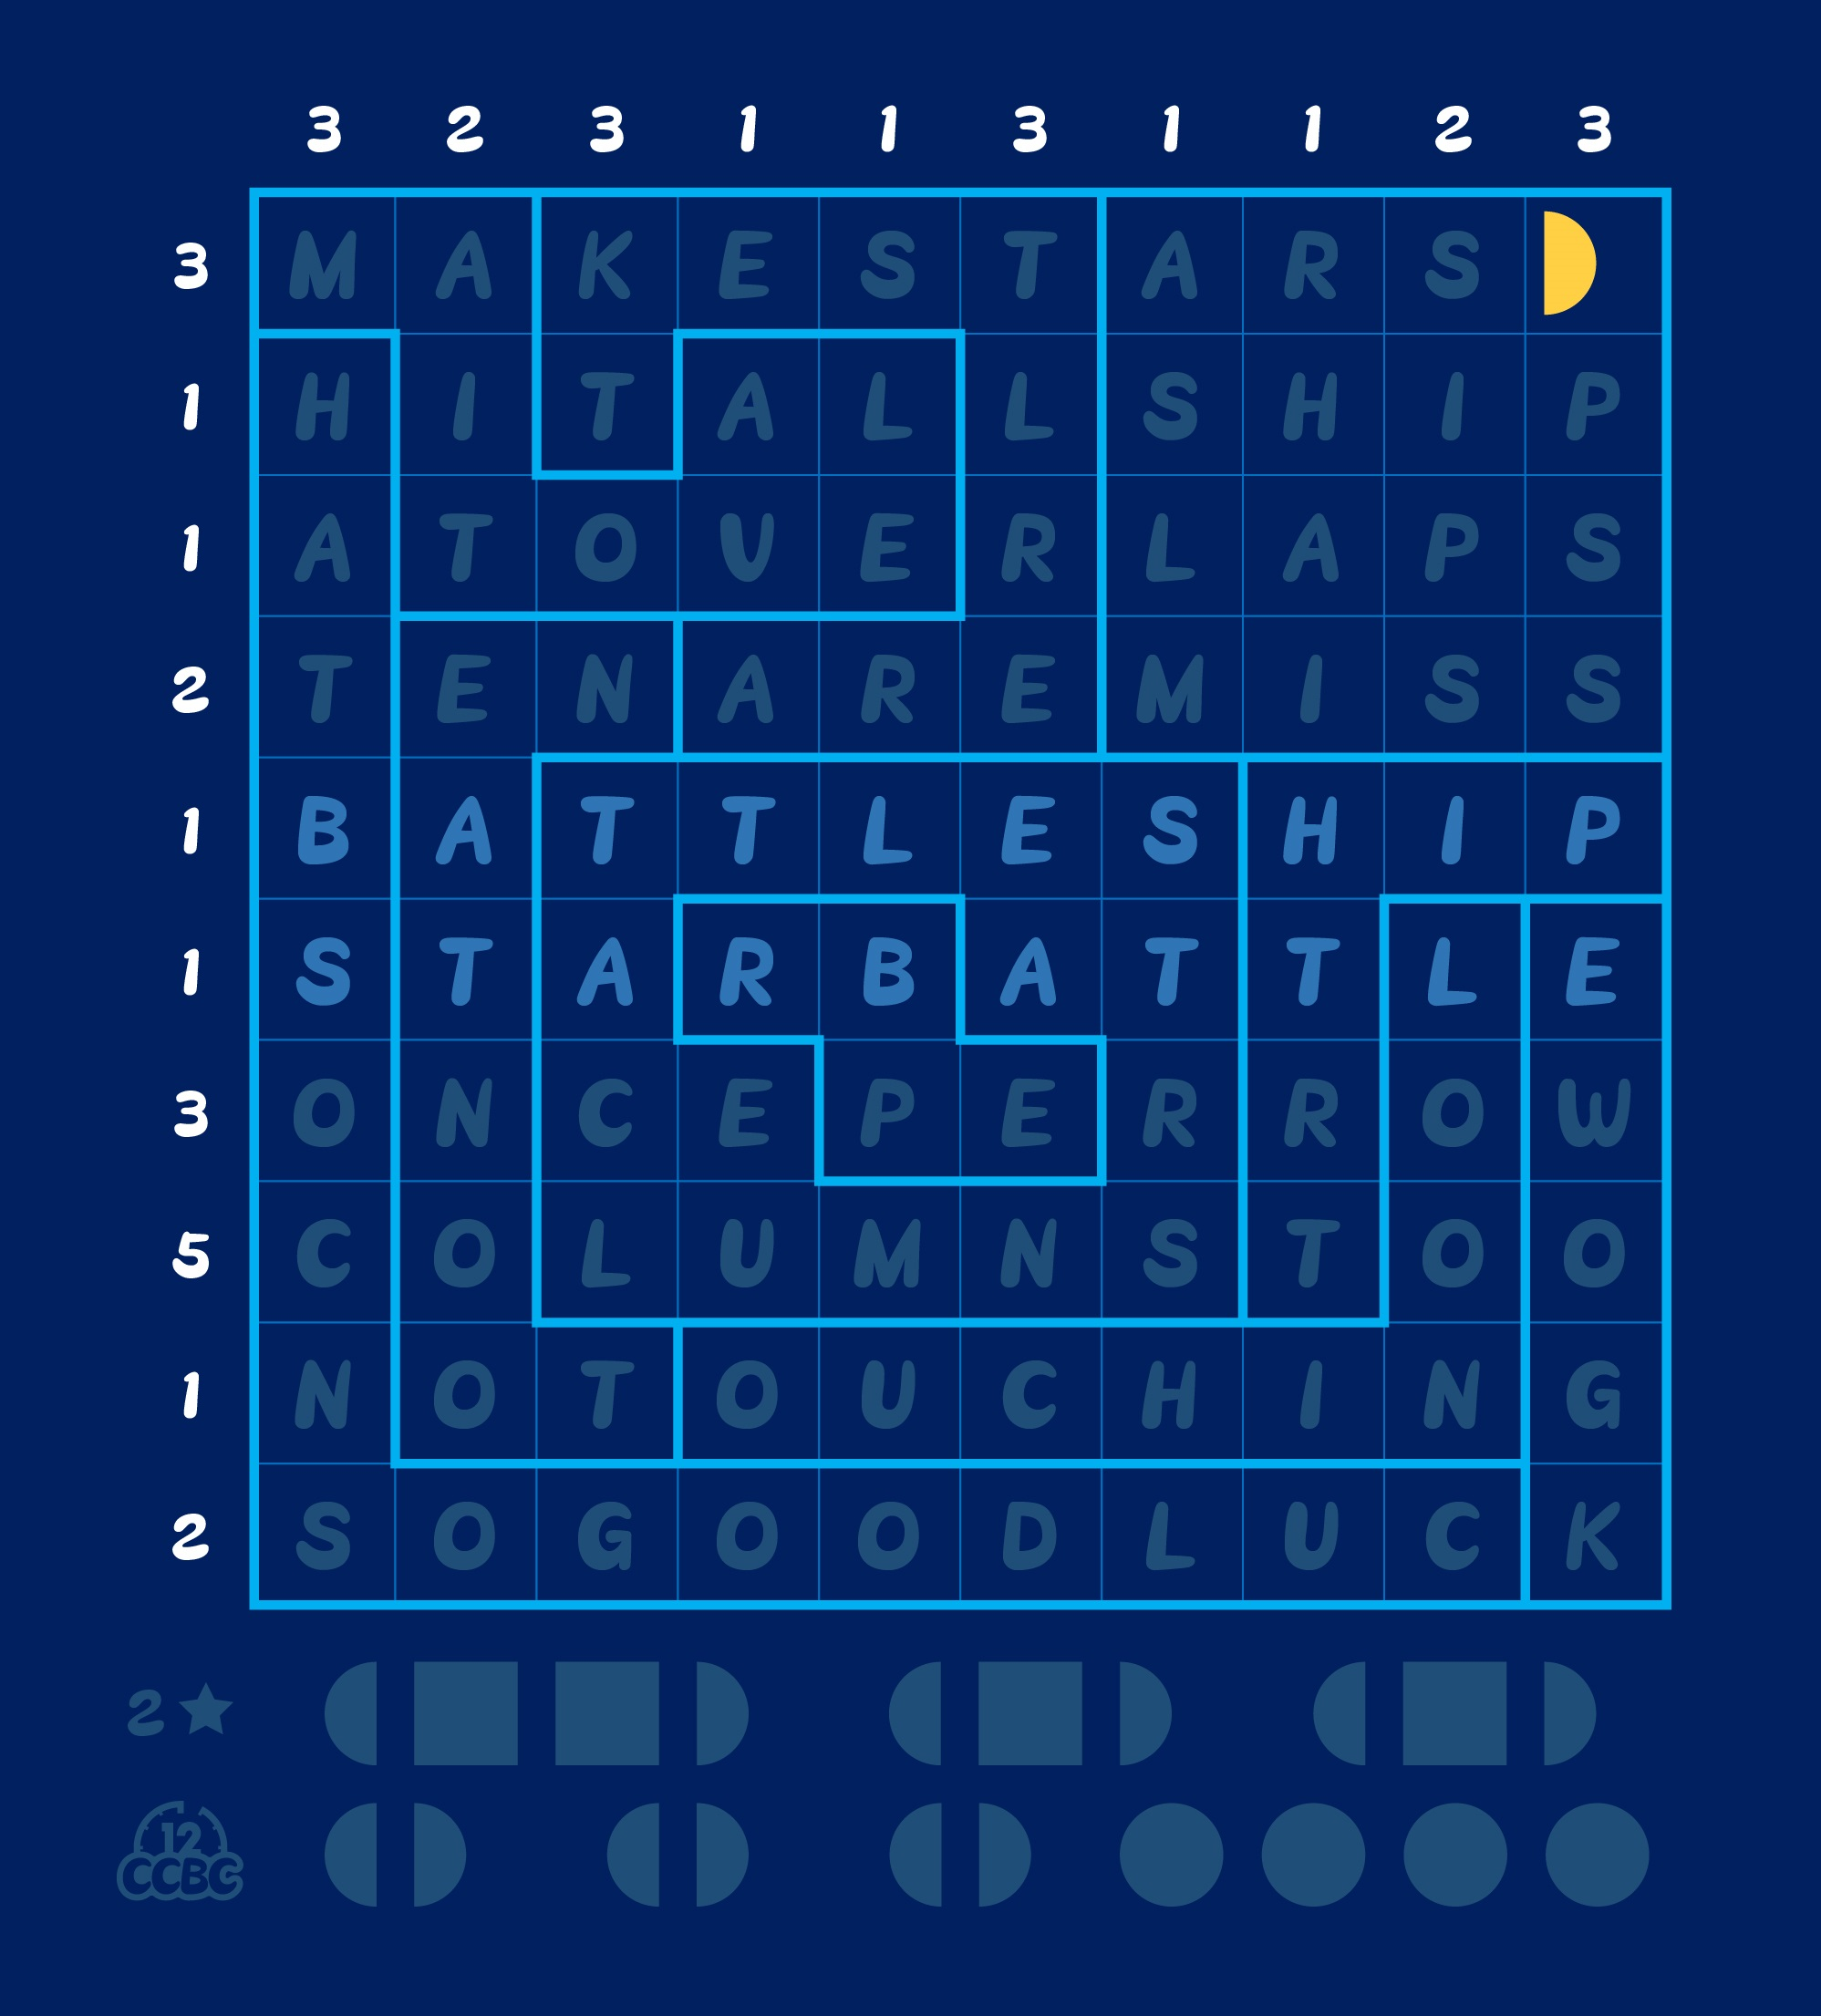 3 2 3 1 1 3 1 1 2 3
3 M A K E S T A R S
1 H I T A L L S H I P
1 A T O U E R L A P S
2 T E N A R E M I S S
1 B A T T L E S H I P
1 S T A R B A T T L E
3 O N C E P E R R O W
5 C O L U M N S T O O
1 N O T O U C H I N G
2 S O G O O D L U C K
2
12
CCBC